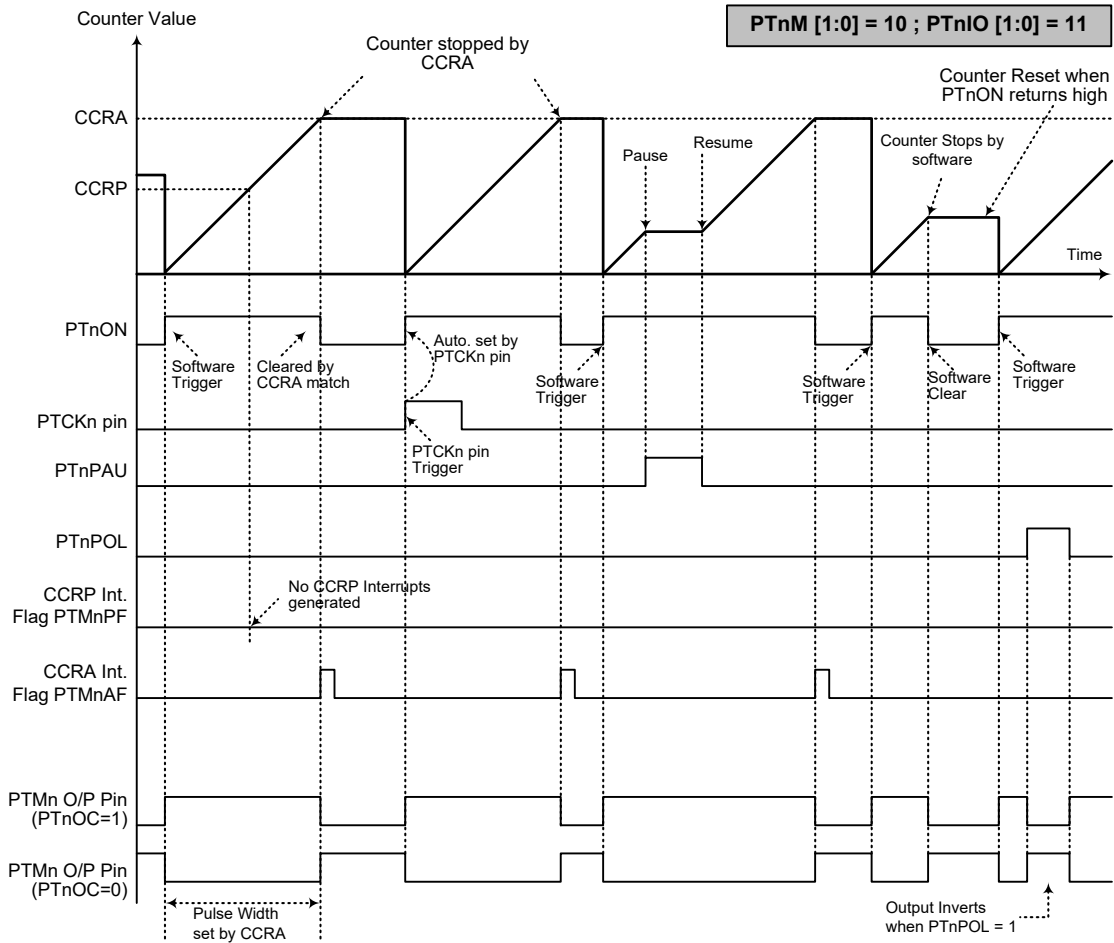 Counter Value
PTnM [1:0] = 10 ; PTnIO [1:0] = 11
Counter stopped by
CCRA
Counter Reset when
PTnON returns high
CCRA
Pause
Resume
Counter Stops by
software
CCRP
Time
PTnON
Software
Trigger
Cleared by
CCRA match
Auto. set by
PTCKn pin
Software
Trigger
Software
Trigger
Software
Clear
Software
Trigger
PTCKn pin
PTCKn pin
Trigger
PTnPAU
PTnPOL
CCRP Int.
Flag PTMnPF
No CCRP Interrupts
generated
CCRA Int.
Flag PTMnAF
PTMn O/P Pin
(PTnOC=1)
PTMn O/P Pin
(PTnOC=0)
Pulse Width
set by CCRA
Output Inverts
when PTnPOL = 1